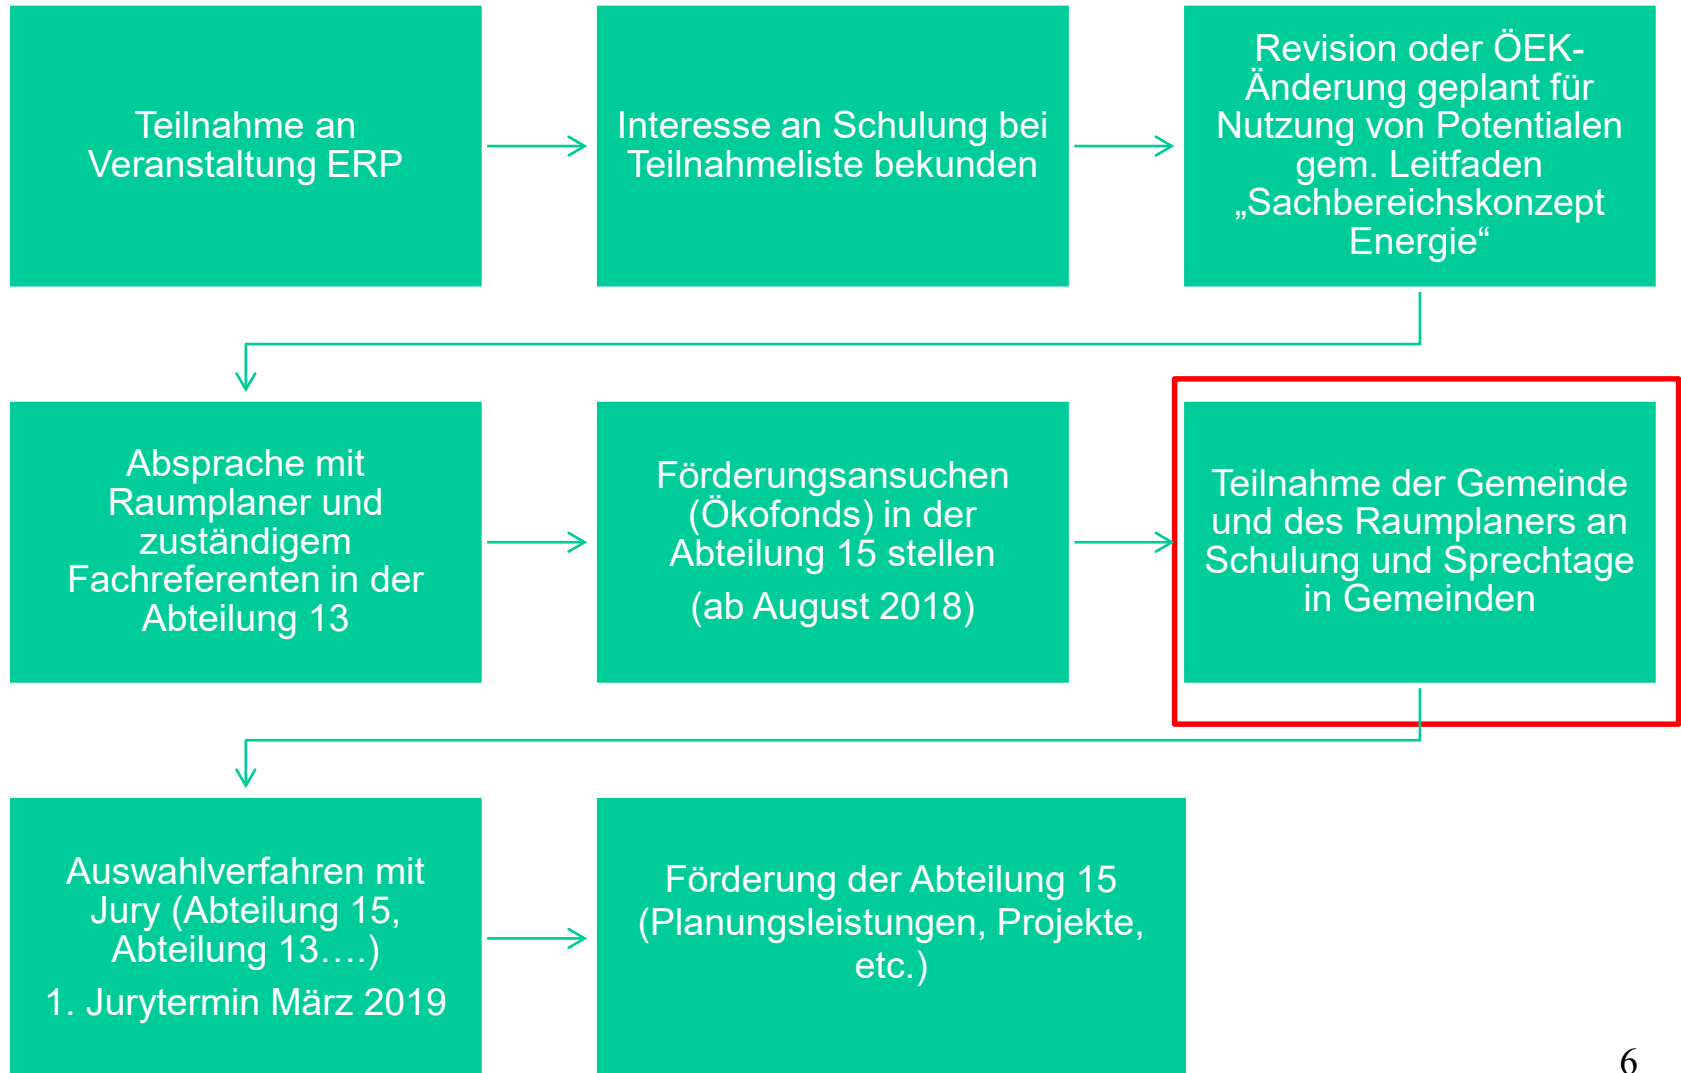 Teilnahme an
Veranstaltung ERP
Interesse an Schulung bei
Teilnahmeliste bekunden
Revision oder ÖEK-
Änderung geplant für
Nutzung von Potentialen
gem. Leitfaden
„Sachbereichskonzept
Energie“
Absprache mit
Raumplaner und
zuständigem
Fachreferenten in der
Abteilung 13
Förderungsansuchen
(Ökofonds) in der
Abteilung 15 stellen
(ab August 2018)
Teilnahme der Gemeinde
und des Raumplaners an
Schulung und Sprechtage
in Gemeinden
Auswahlverfahren mit
Jury (Abteilung 15,
Abteilung 13….)
1. Jurytermin März 2019
Förderung der Abteilung 15
(Planungsleistungen, Projekte,
etc.)
6